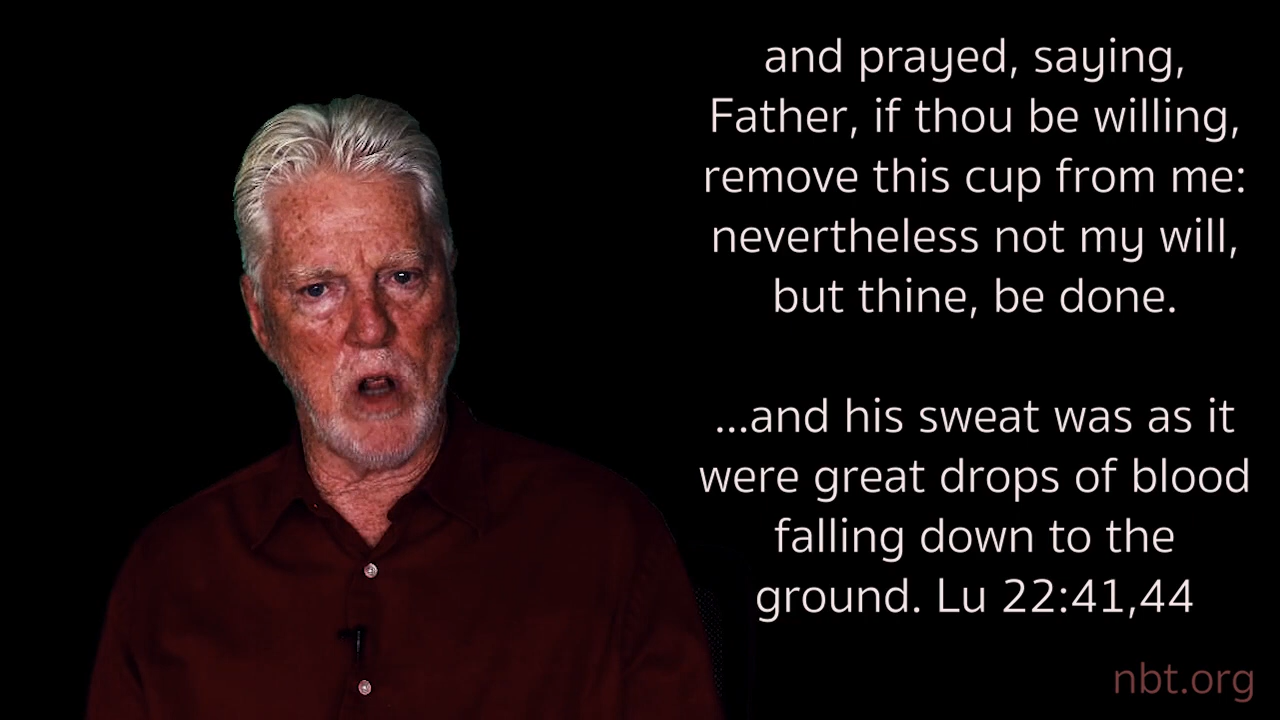 and prayed, saying,
Father, if thou be willing,
remove this cup from me:
nevertheless not my will,
but thine, be done.
...and his sweat was as it
were great drops of blood
falling down to the
ground. Lu 22:41,44
nbt.org